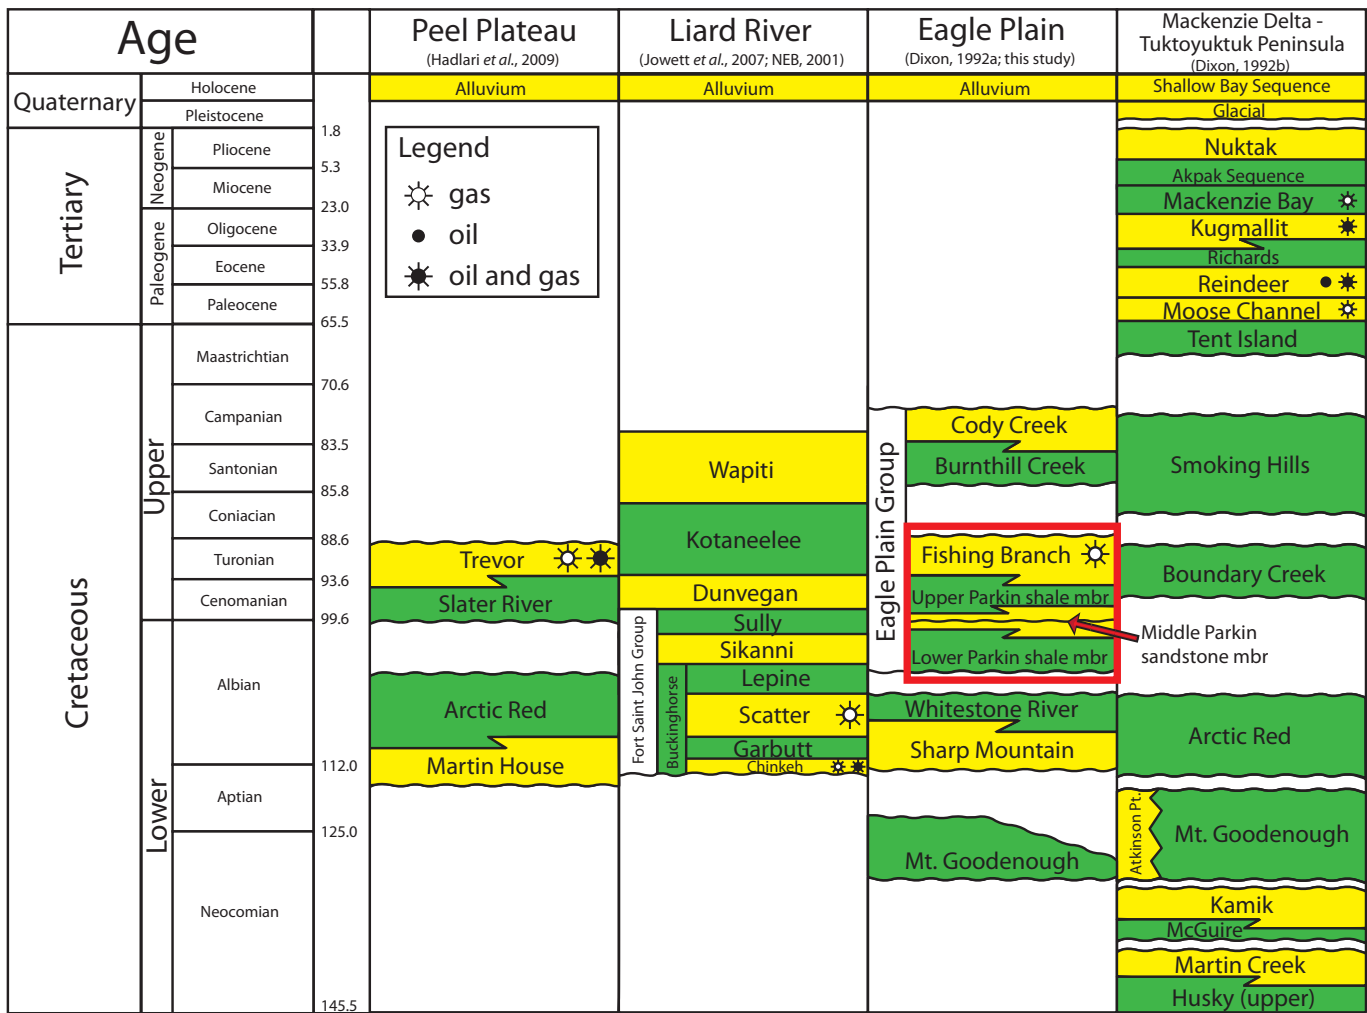 Age
Peel Plateau
(Hadlari et al., 2009)
Liard River
(Jowett et al., 2007; NEB, 2001)
Eagle Plain
(Dixon, 1992a; this study)
Mackenzie Delta -
Tuktoyuktuk Peninsula
(Dixon, 1992b)
Quaternary
Holocene
Pleistocene
1.8
Tertiary
Neogene
Pliocene
5.3
Miocene
23.0
Paleogene
Oligocene
33.9
Eocene
55.8
Paleocene
65.5
Cretaceous
Upper
Maastrichtian
70.6
Campanian
83.5
Santonian
85.8
Coniacian
88.6
Turonian
93.6
Cenomanian
99.6
Lower
Albian
112.0
Aptian
125.0
Neocomian
145.5
Alluvium
Legend
gas
oil
oil and gas
Trevor
Slater River
Arctic Red
Martin House
Alluvium
Wapiti
Kotaneelee
Dunvegan
Fort Saint John Group
Sully
Sikanni
Buckinghorse
Lepine
Scatter
Garbutt
Chinkeh
Alluvium
Eagle Plain Group
Cody Creek
Burnthill Creek
Fishing Branch
Upper Parkin shale mbr
Middle Parkin
sandstone mbr
Lower Parkin shale mbr
Whitestone River
Sharp Mountain
Mt. Goodenough
Shallow Bay Sequence
Glacial
Nuktak
Akpak Sequence
Mackenzie Bay
Kugmallit
Richards
Reindeer
Moose Channel
Tent Island
Smoking Hills
Boundary Creek
Arctic Red
Atkinson Pt.
Mt. Goodenough
Kamik
McGuire
Martin Creek
Husky (upper)